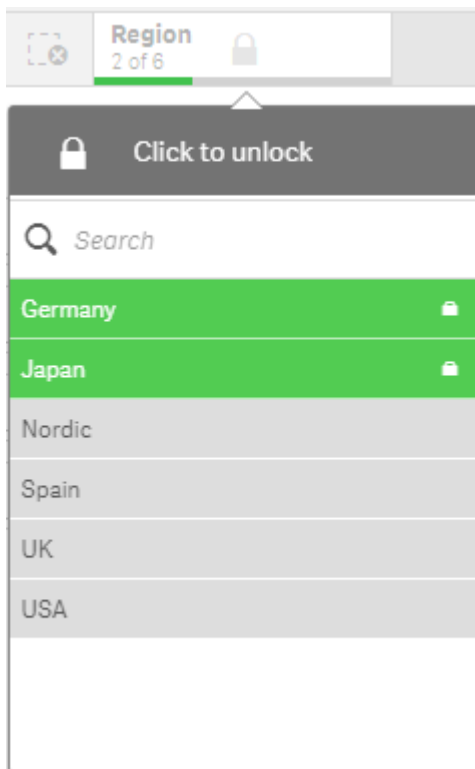 Region
2 of 6
Click to unlock
Search
Germany
Japan
Nordic
Spain
UK
USA